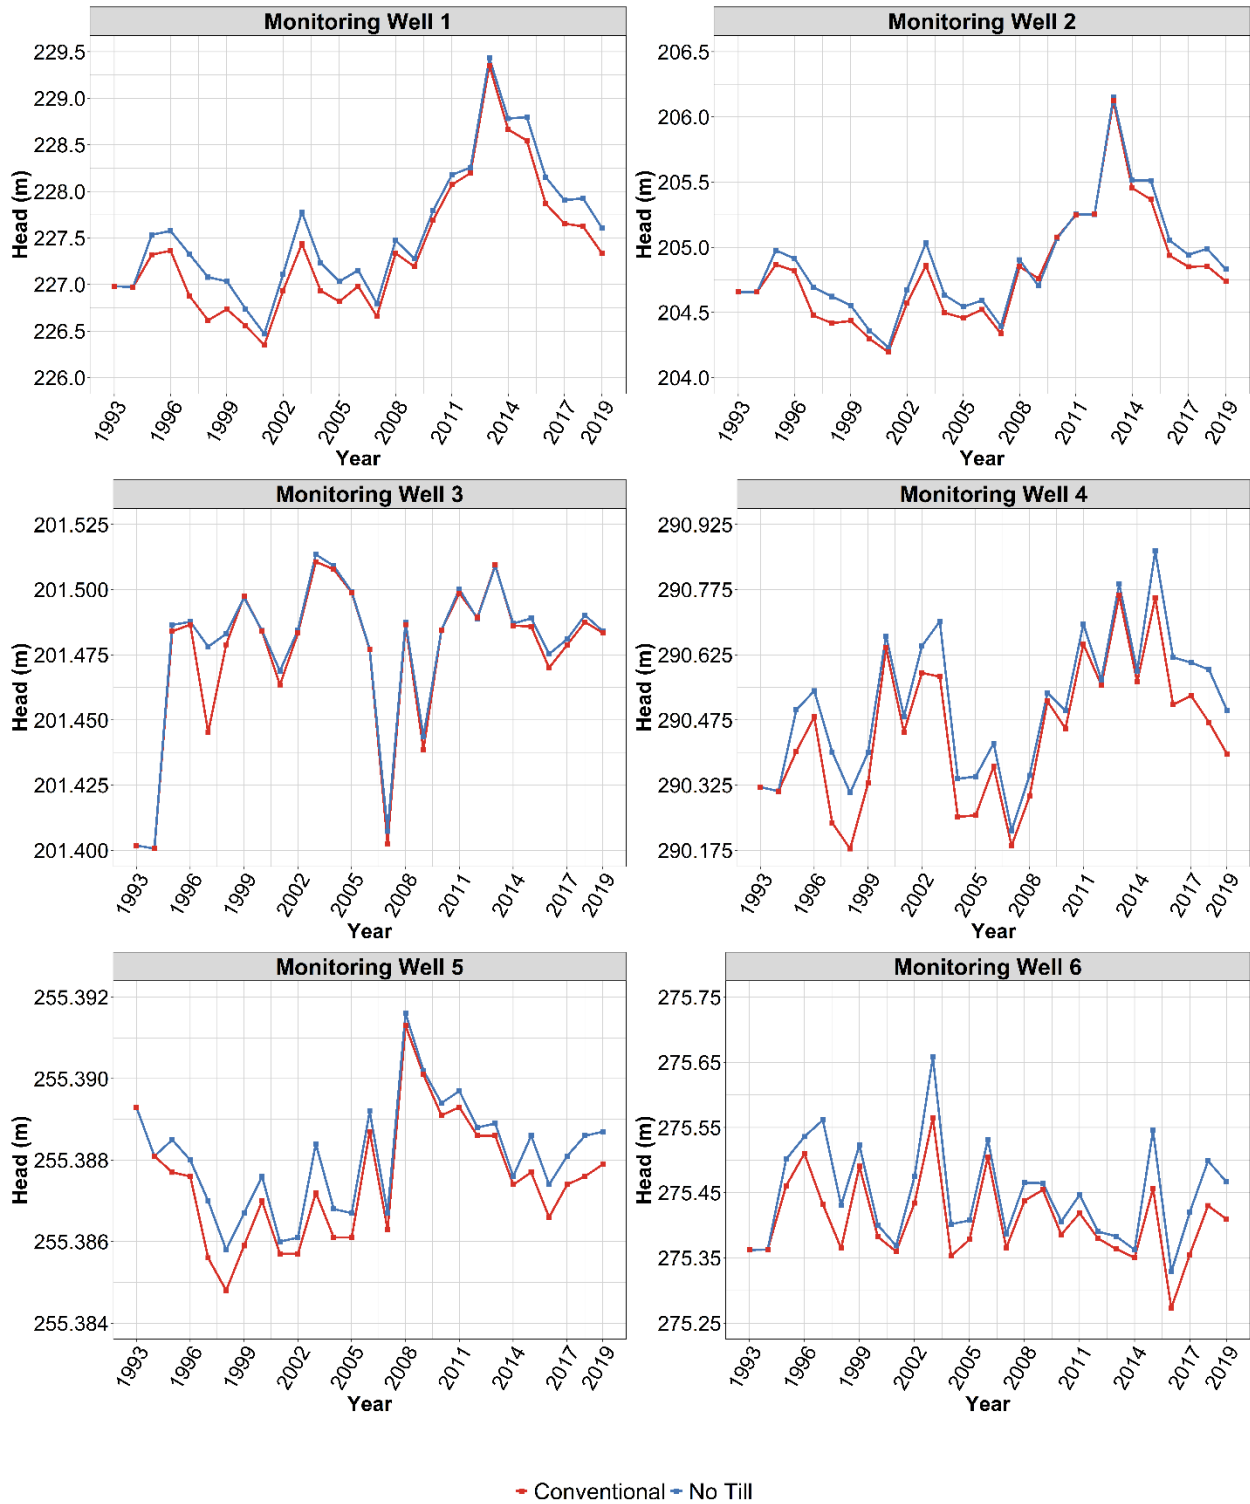 Monitoring Well 1
229.5
229.0
228.5
228.0
227.5
227.0
226.5
226.0
Head (m)
1993 1996 1999 2002 2005 2008 2011 2014 2017 2019
Year
Monitoring Well 2
206.5
206.0
205.5
205.0
204.5
204.0
Head (m)
1993 1996 1999 2002 2005 2008 2011 2014 2017 2019
Year
Monitoring Well 3
201.525
201.500
201.475
201.450
201.425
201.400
Head (m)
1993 1996 1999 2002 2005 2008 2011 2014 2017 2019
Year
Monitoring Well 4
290.925
290.775
290.625
290.475
290.325
290.175
Head (m)
1993 1996 1999 2002 2005 2008 2011 2014 2017 2019
Year
Monitoring Well 5
255.392
255.390
255.388
255.386
255.384
Head (m)
1993 1996 1999 2002 2005 2008 2011 2014 2017 2019
Year
Monitoring Well 6
275.75
275.65
275.55
275.45
275.35
275.25
Head (m)
1993 1996 1999 2002 2005 2008 2011 2014 2017 2019
Year
Conventional No Till